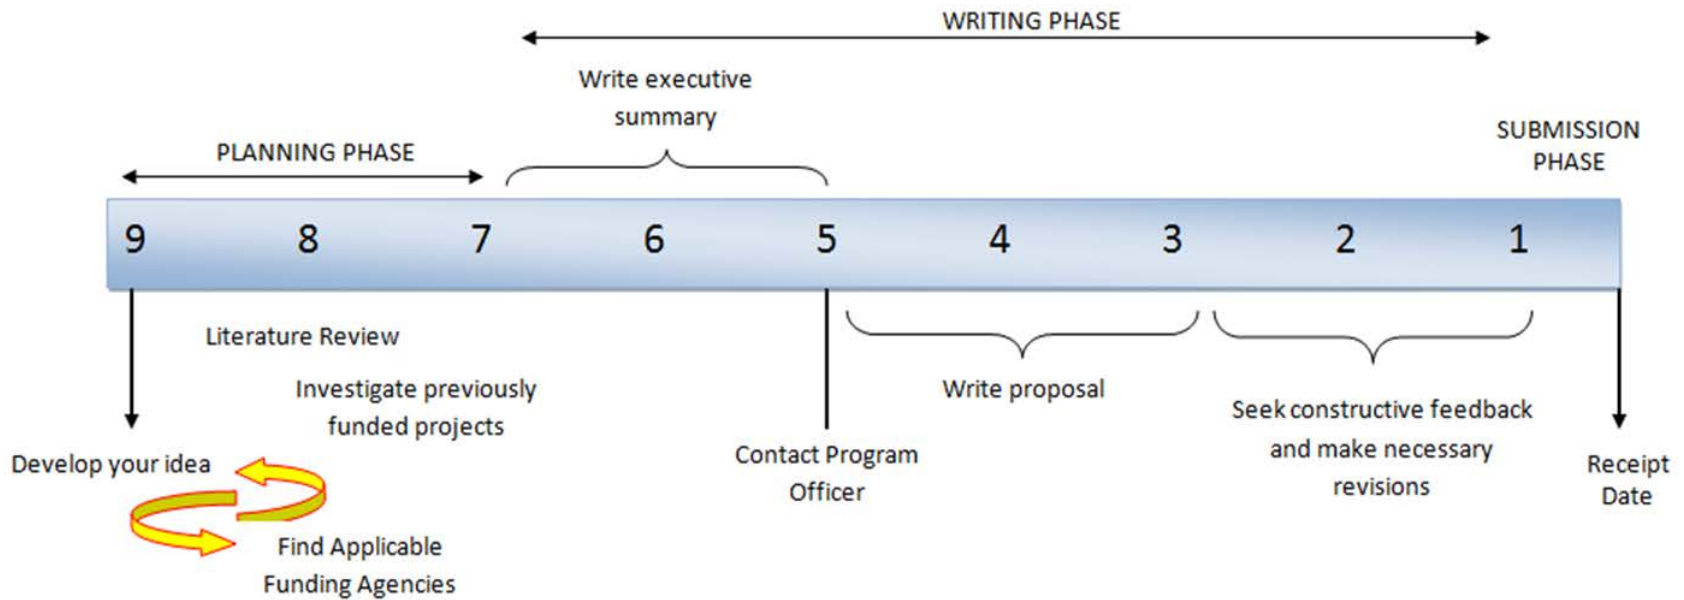 WRITING PHASE
Write executive
summary
PLANNING PHASE
SUBMISSION
PHASE
9 8 7 6 5 4 3 2 1
Literature Review
Investigate previously
funded projects
Develop your idea
Find Applicable
Funding Agencies
Contact Program
Officer
Write proposal
Seek constructive feedback
and make necessary
revisions
Receipt
Date